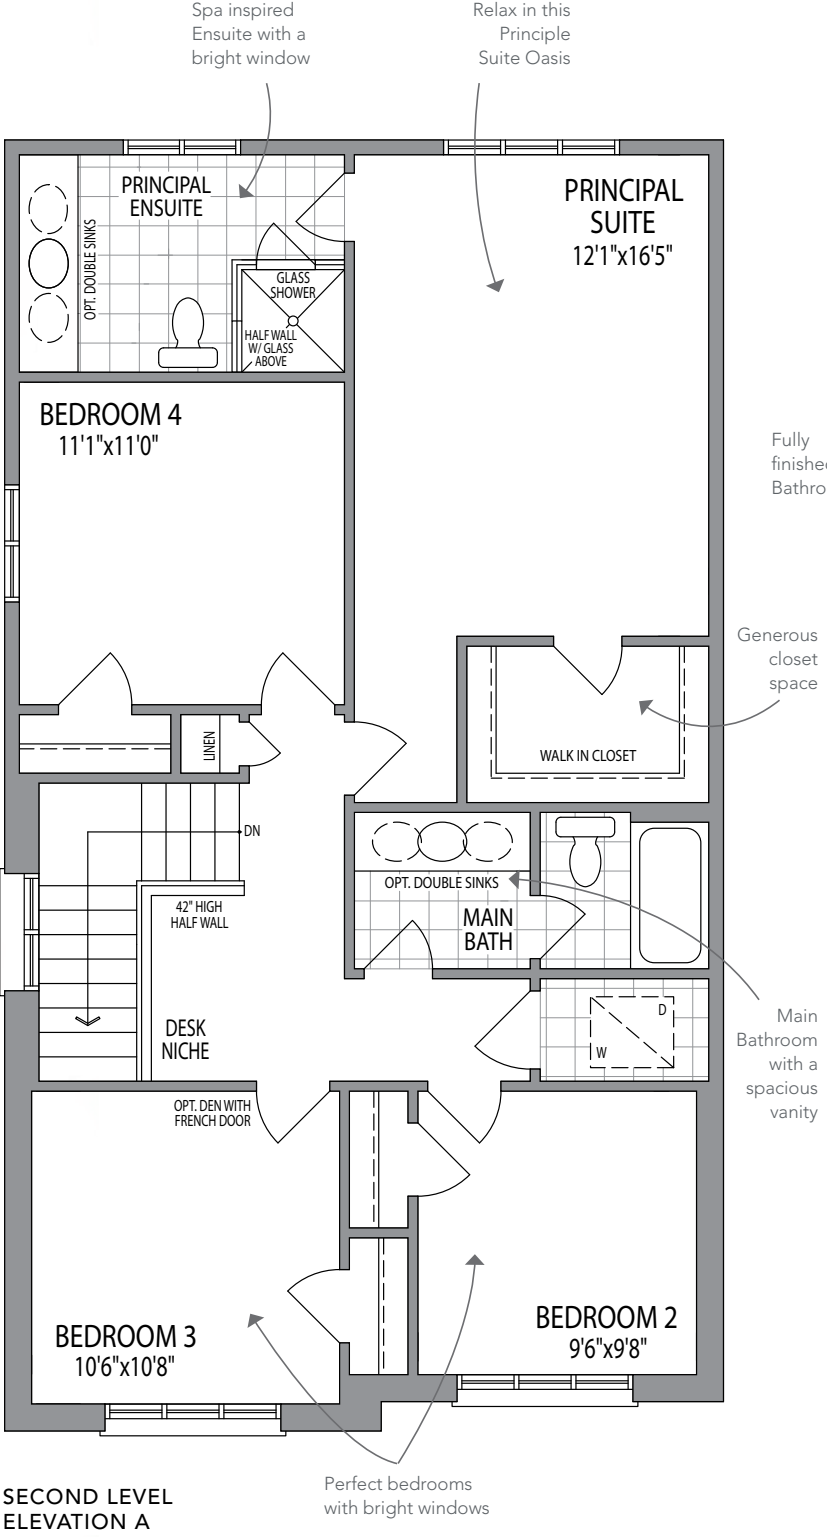 Spa inspired
Ensuite with a
bright window
Relax in this
Principle
Suite Oasis
PRINCIPAL
ENSUITE
OPT. DOUBLE SINKS
GLASS
SHOWER
HALF WALL
W/ GLASS
ABOVE
PRINCIPAL
SUITE
12'1"x16'5"
BEDROOM 4
11'1"x11'0"
Fully
finishe
Bathro
Generous
closet
space
LINEN
WALK IN CLOSET
DN
42" HIGH
HALF WALL
OPT. DOUBLE SINKS
MAIN
BATH
DESK
NICHE
D
W
Main
Bathroom
with a
spacious
vanity
OPT. DEN WITH
FRENCH DOOR
BEDROOM 3
10'6"x10'8"
BEDROOM 2
9'6"x9'8"
Perfect bedrooms
with bright windows
SECOND LEVEL
ELEVATION A